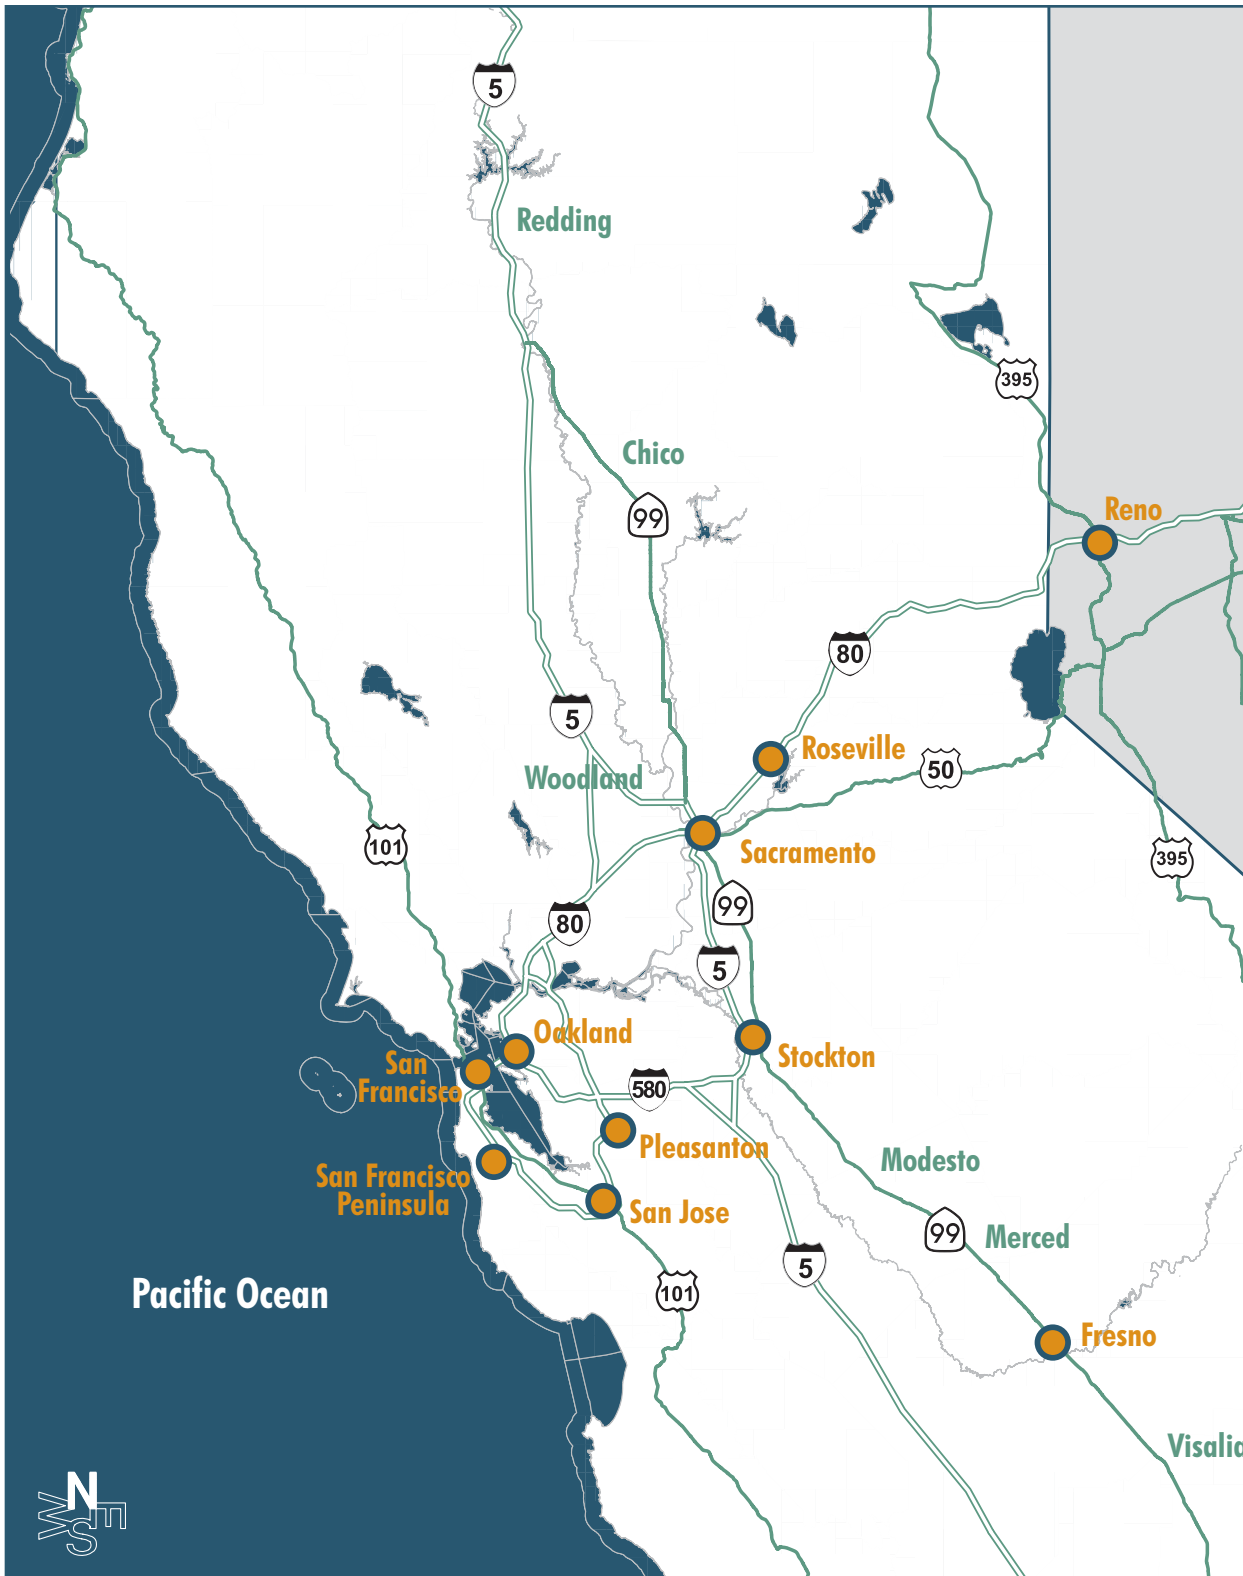 5
Redding
395
Chico
99
Reno
80
5
Roseville
50
Woodland
101
Sacramento
395
99
80
5
Oakland
Stockton
San
Francisco
580
Pleasanton
Modesto
San Francisco
Peninsula
San Jose
99
Merced
5
101
Pacific Ocean
Fresno
Visalia
N
W
E
S